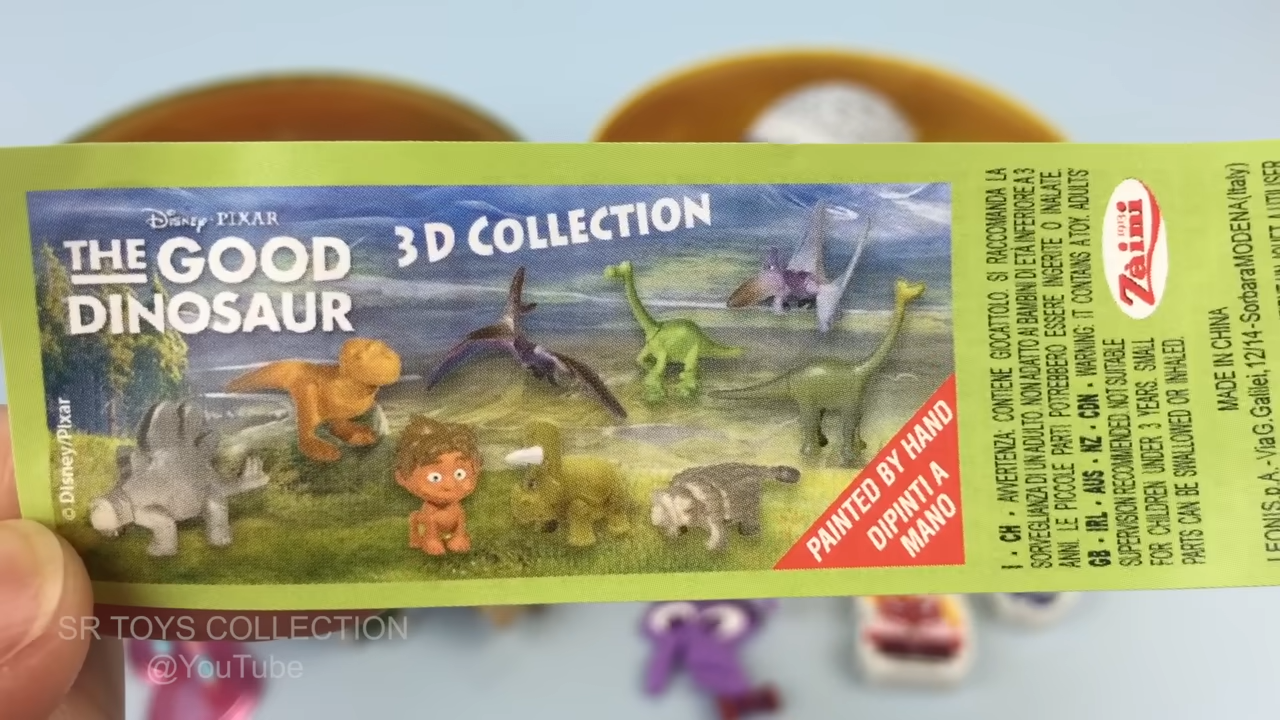 Disney · PIXAR
THE GOOD
DINOSAUR
3D COLLECTION
©Disney/Pixar
PAINTED BY HAND
DIPINTI A
MANO
I · CH · AVVERTENZA: CONTIENE GIOCATTOLO. SI RACCOMANDA LA
SORVEGLIANZA DI UN ADULTO. NON ADATTO AI BAMBINI DI ETÀ INFERIORE A 3
ANNI. LE PICCOLE PARTI POTREBBERO ESSERE INGERITE O INALATE.
GB · IRL · AUS · NZ · CDN · WARNING: IT CONTAINS A TOY. ADULTS'
SUPERVISION RECOMMENDED. NOT SUITABLE
FOR CHILDREN UNDER 3 YEARS. SMALL
PARTS CAN BE SWALLOWED OR INHALED.
1913
Zàini
MADE IN CHINA
LEONI S.p.A. - Via G. Galilei, 12/14 - Sorbara MODENA (Italy)
SR TOYS COLLECTION
@YouTube